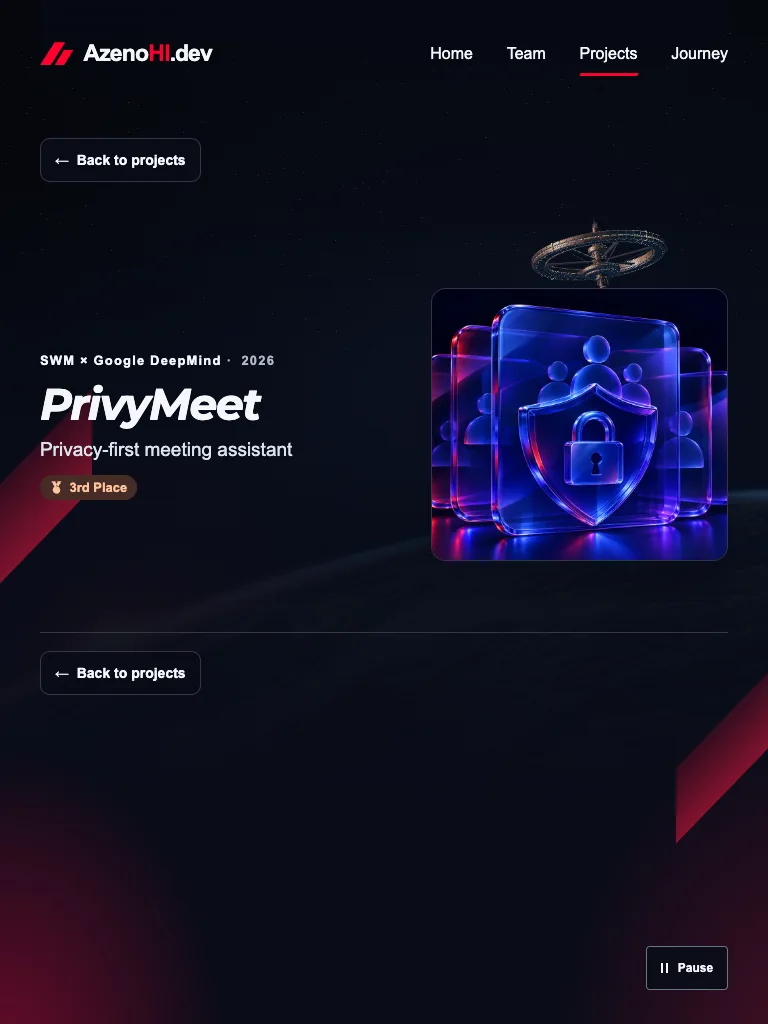 AzenoHI.dev
Home
Team
Projects
Journey
← Back to projects
SWM × Google DeepMind · 2026
PrivyMeet
Privacy-first meeting assistant
3rd Place
← Back to projects
Pause